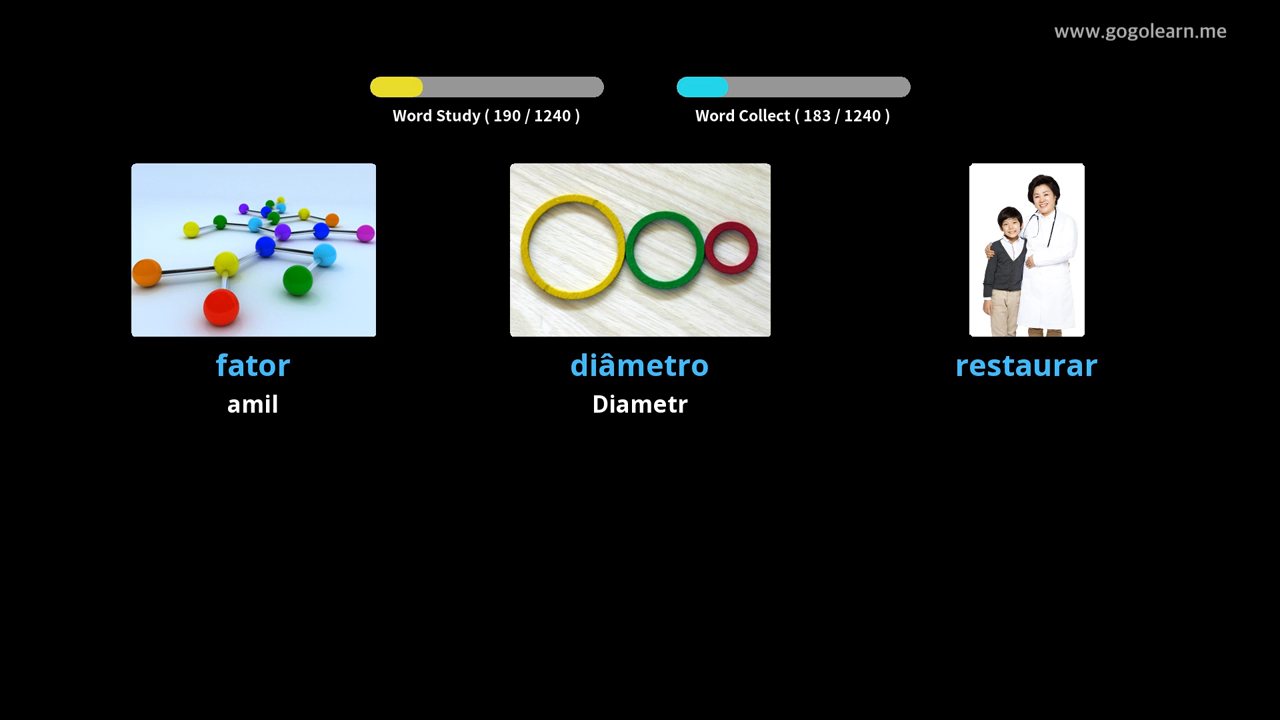 www.gogolearn.me
Word Study ( 190 / 1240 )
Word Collect ( 183 / 1240 )
fator
amil
diâmetro
Diametr
restaurar